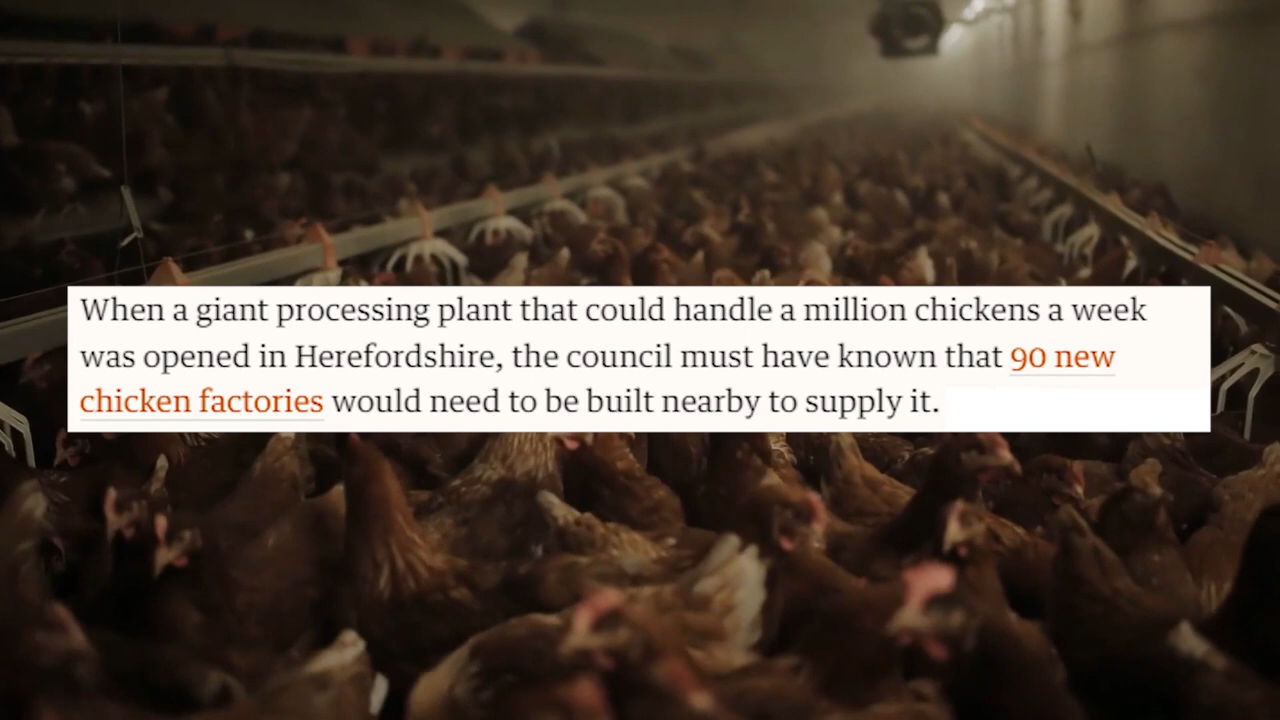 When a giant processing plant that could handle a million chickens a week
was opened in Herefordshire, the council must have known that 90 new
chicken factories would need to be built nearby to supply it.